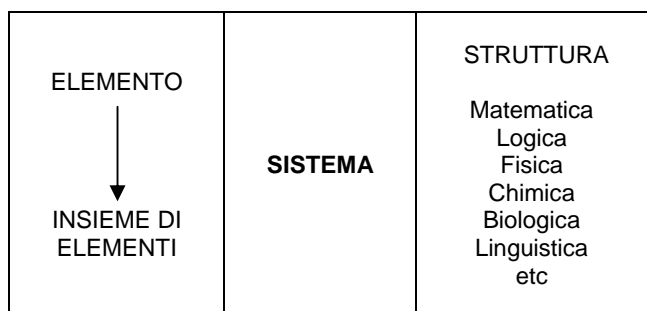 ELEMENTO
INSIEME DI
ELEMENTI
SISTEMA
STRUTTURA
Matematica
Logica
Fisica
Chimica
Biologica
Linguistica
etc